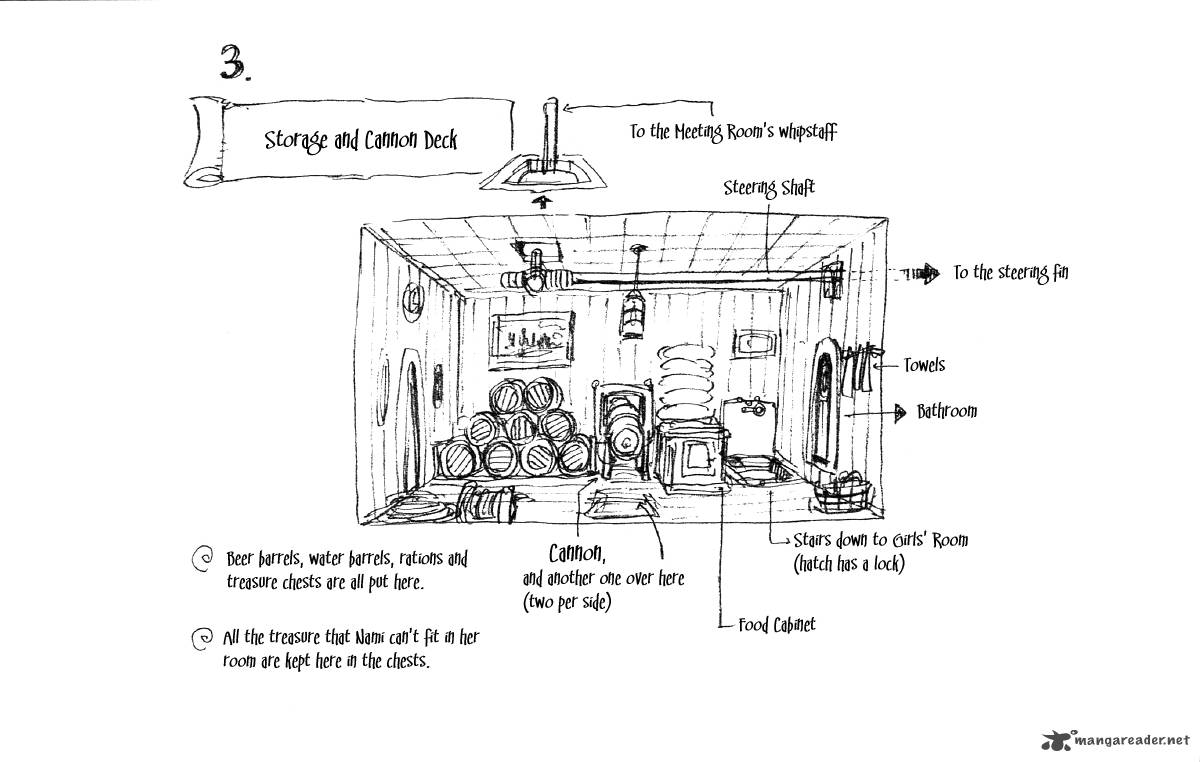 3.
Storage and Cannon Deck
To the Meeting Room's whipstaff
Steering Shaft
To the steering fin
Towels
Bathroom
Stairs down to Girls' Room
(hatch has a lock)
Cannon,
and another one over here
(two per side)
Food Cabinet
Beer barrels, water barrels, rations and
treasure chests are all put here.
All the treasure that Nami can't fit in her
room are kept here in the chests.
mangareader.net